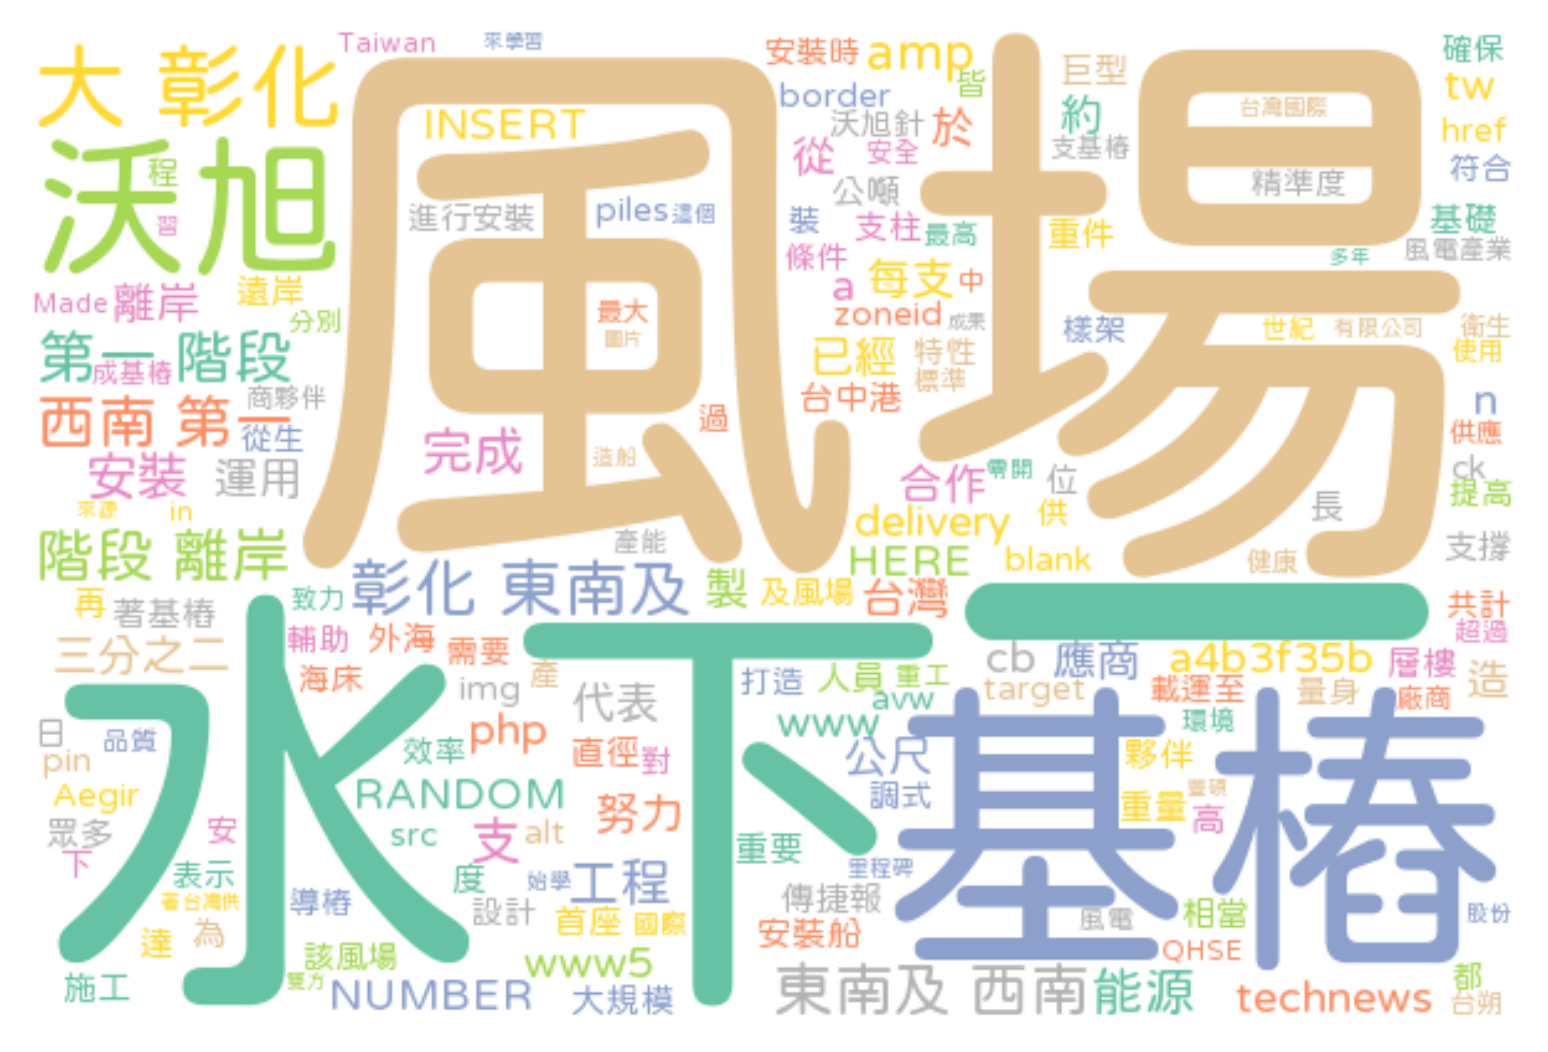 Taiwan
來學習
大 彰化
沃旭
程
習
INSERT
進行安裝
piles
這個
風場
安裝時
amp
皆
border
沃旭針
於
從
安全
公噸
裝
支柱
最高
條件
a
每支
中
zoneid
成果
已經
特性
標準
台中港
巨型
約
支基樁
重件
台灣國際
精準度
確保
tw
href
符合
基礎
風電產業
多年
樣架
世紀
有限公司
衛生
使用
n
供應
ck
提高
支撐
長
健康
Made
離岸
遠岸
分別
第一 階段
成基樁
商夥伴
西南 第一
從生
安裝
運用
來源
in
階段 離岸
最大
圖片
過
完成
造船
產能
合作
零開
位
delivery
供
HERE
blank
彰化 東南及
製
及風場
台灣
再
著基樁
致力
三分之二
輔助
外海
需要
海床
img
產
代表
水下
打造
人員
重工
avw
www
cb
應商
target
a4b3f35b
層樓
共計
超過
載運至
量身
廠商
造
環境
日
品質
pin
Aegir
眾多
下
安
表示
著台灣供
達
為
施工
效率
php
直徑
對
RANDOM
src
支
alt
努力
度
始學
工程
設計
首座
國際
導樁
該風場
雙方
NUMBER
www5
大規模
公尺
調式
重要
里程碑
傳捷報
安裝船
基樁
夥伴
重量
豐碩
高
風電
相當
QHSE
股份
東南及 西南
能源
technews
都
台朔